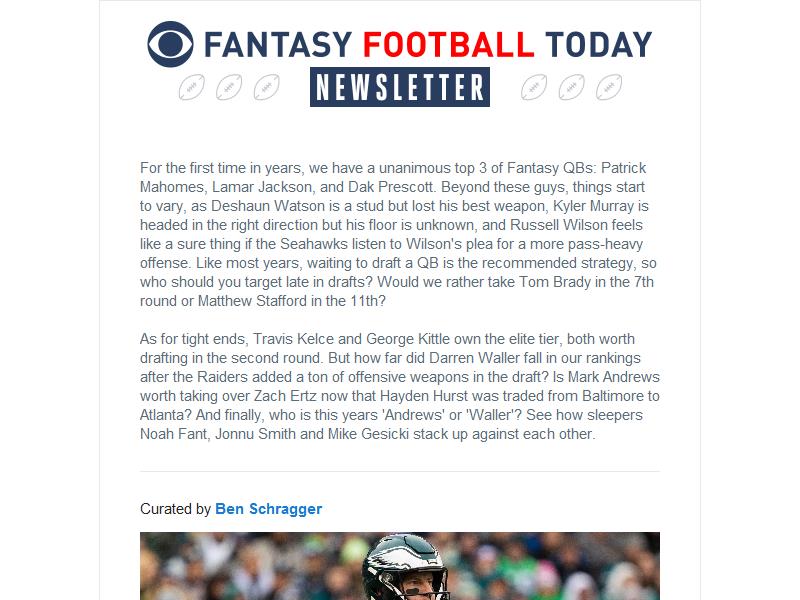 FANTASY FOOTBALL TODAY
NEWSLETTER
For the first time in years, we have a unanimous top 3 of Fantasy QBs: Patrick
Mahomes, Lamar Jackson, and Dak Prescott. Beyond these guys, things start
to vary, as Deshaun Watson is a stud but lost his best weapon, Kyler Murray is
headed in the right direction but his floor is unknown, and Russell Wilson feels
like a sure thing if the Seahawks listen to Wilson's plea for a more pass-heavy
offense. Like most years, waiting to draft a QB is the recommended strategy, so
who should you target late in drafts? Would we rather take Tom Brady in the 7th
round or Matthew Stafford in the 11th?
As for tight ends, Travis Kelce and George Kittle own the elite tier, both worth
drafting in the second round. But how far did Darren Waller fall in our rankings
after the Raiders added a ton of offensive weapons in the draft? Is Mark Andrews
worth taking over Zach Ertz now that Hayden Hurst was traded from Baltimore to
Atlanta? And finally, who is this years 'Andrews' or 'Waller'? See how sleepers
Noah Fant, Jonnu Smith and Mike Gesicki stack up against each other.
Curated by Ben Schragger